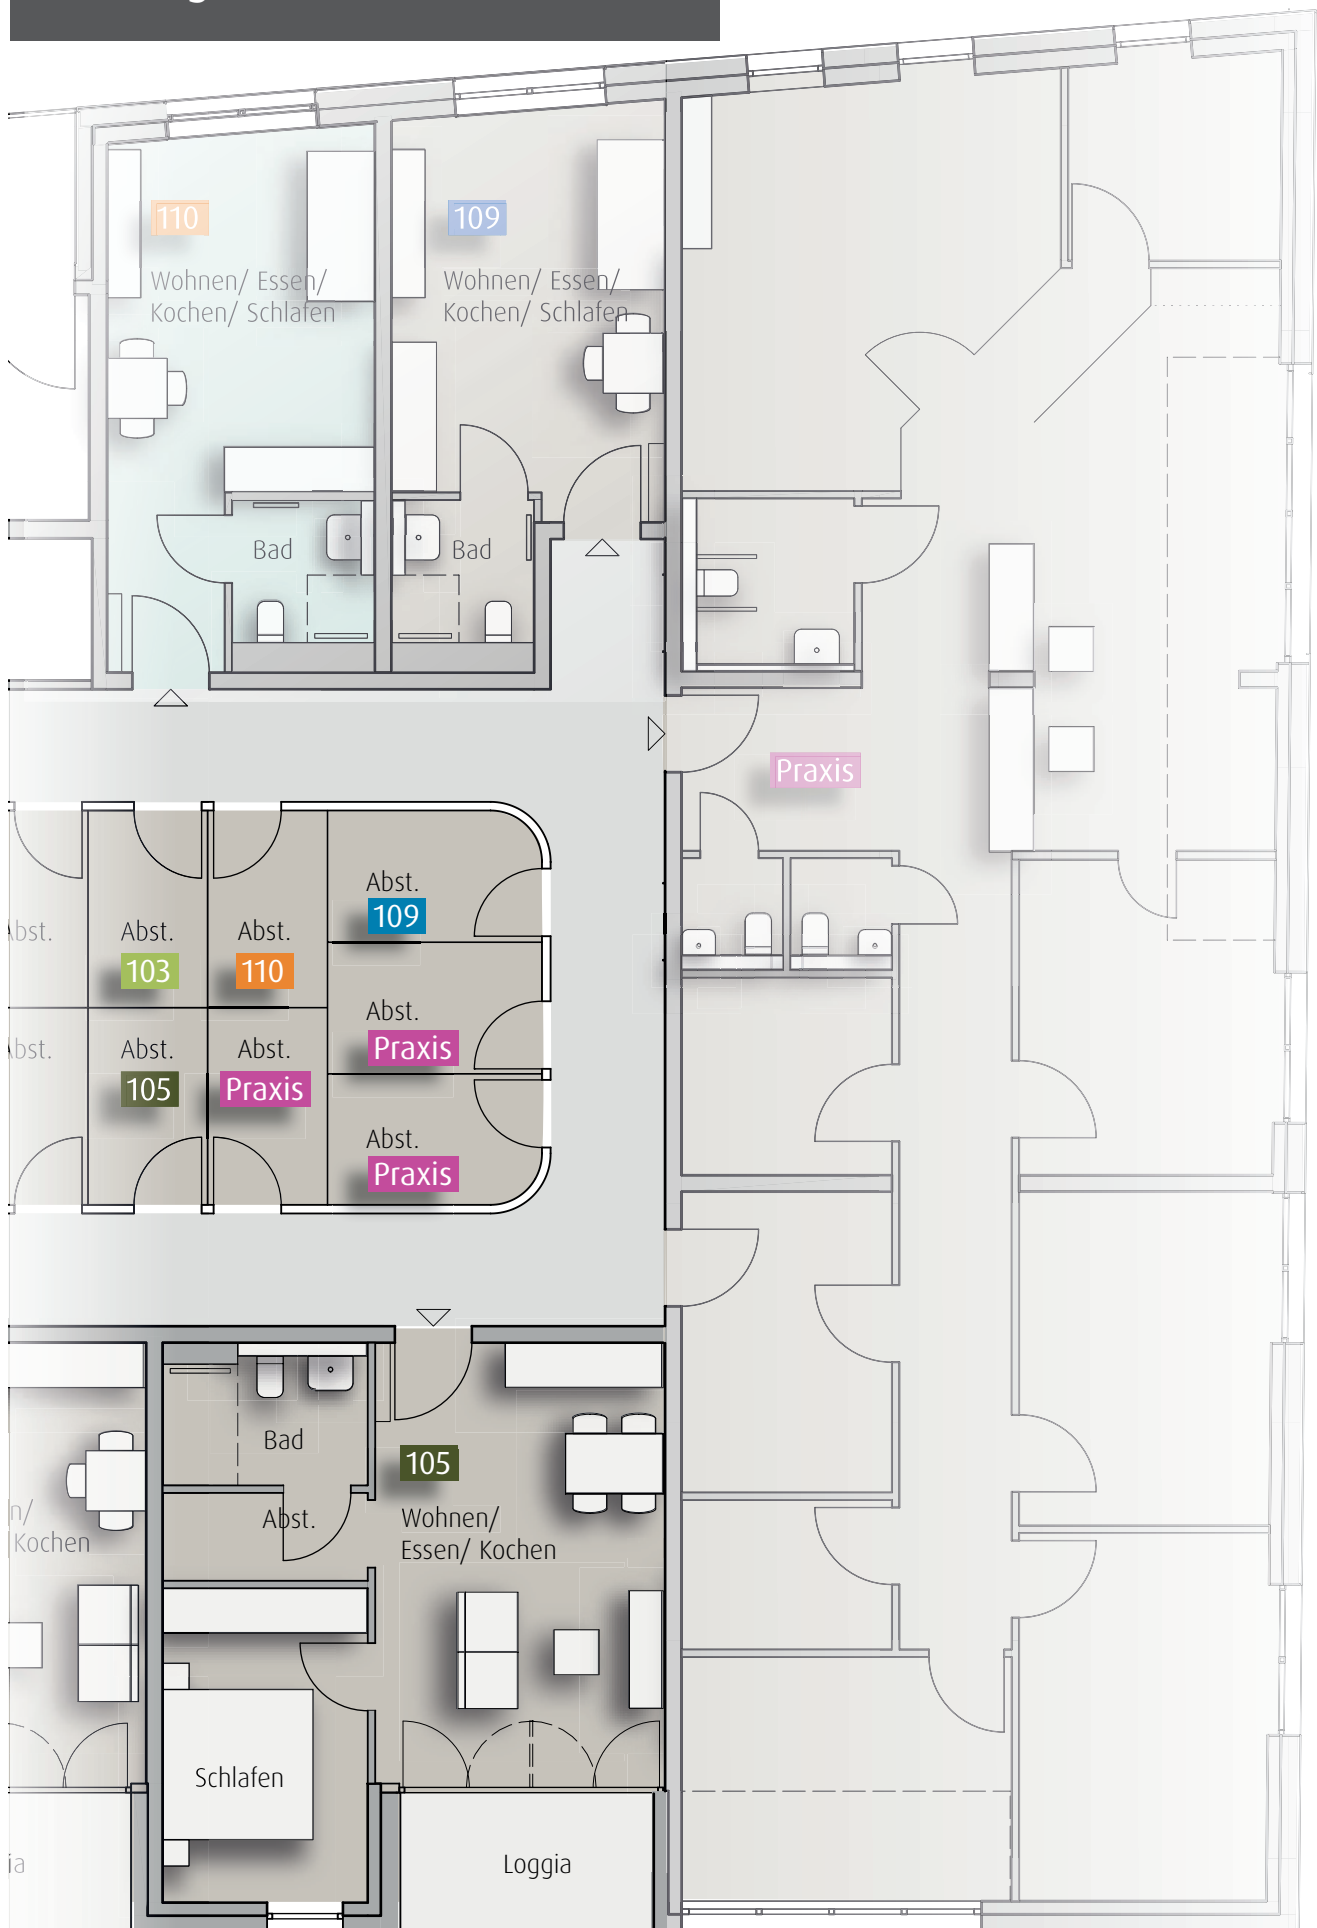 110
Wohnen/ Essen/
Kochen/ Schlafen
109
Wohnen/ Essen/
Kochen/ Schlafen
Bad
Bad
Praxis
Abst.
109
Abst.
103
Abst.
110
Abst.
Praxis
Abst.
105
Abst.
Praxis
Abst.
Praxis
Bad
105
Abst.
Wohnen/
Essen/ Kochen
Kochen
Schlafen
Loggia